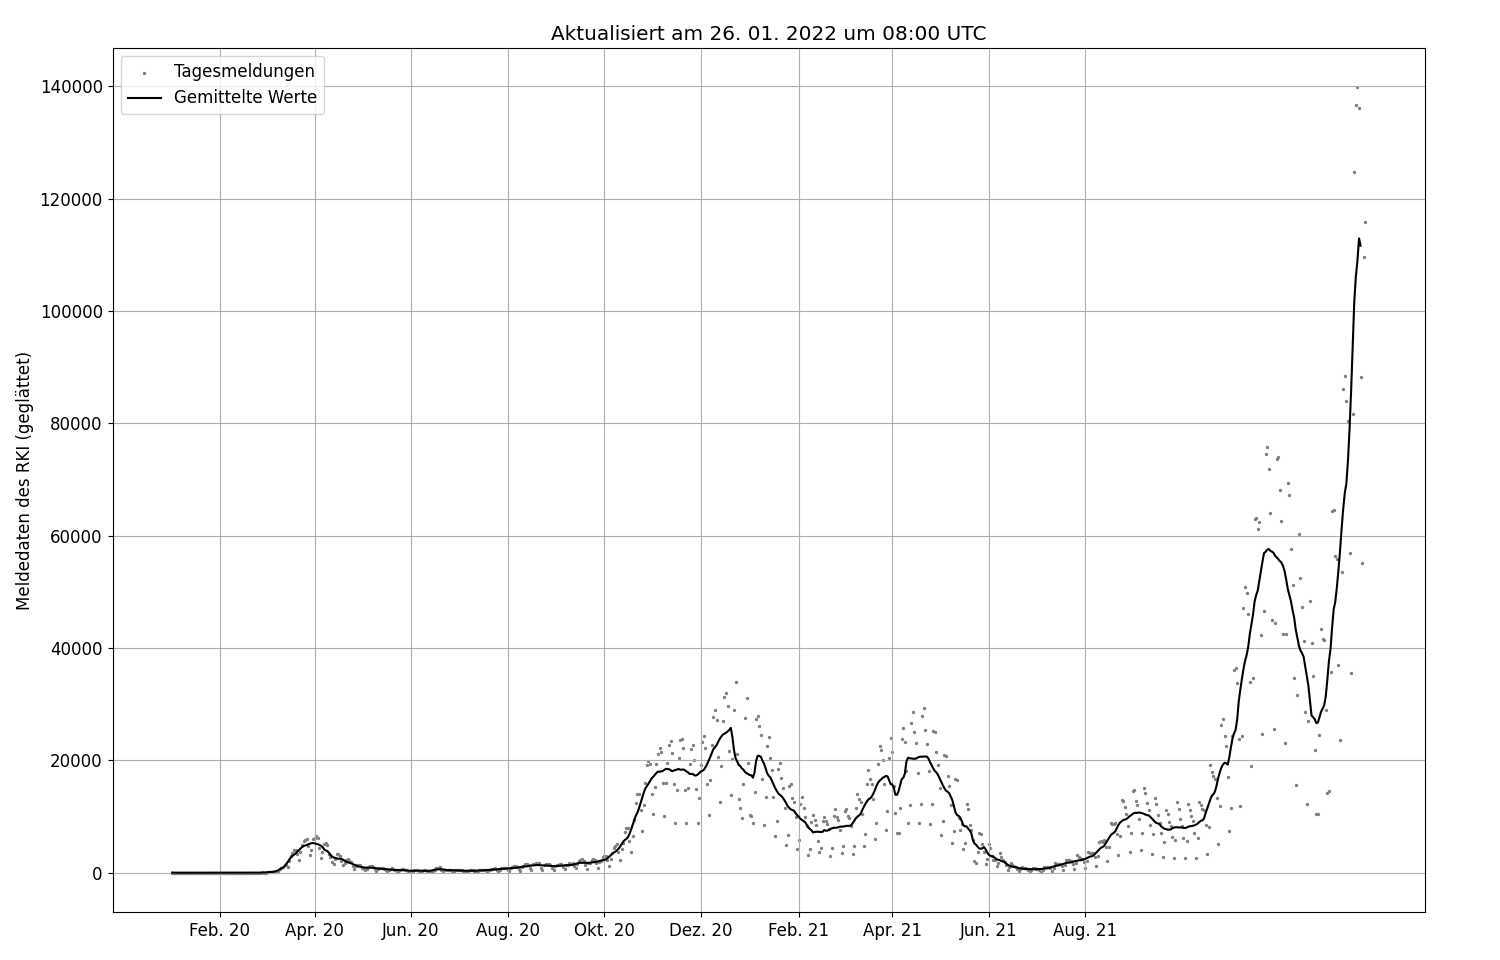 Aktualisiert am 26. 01. 2022 um 08:00 UTC
Tagesmeldungen
Gemittelte Werte
Meldedaten des RKI (geglättet)
140000
120000
100000
80000
60000
40000
20000
0
Feb. 20 Apr. 20 Jun. 20 Aug. 20 Okt. 20 Dez. 20 Feb. 21 Apr. 21 Jun. 21 Aug. 21